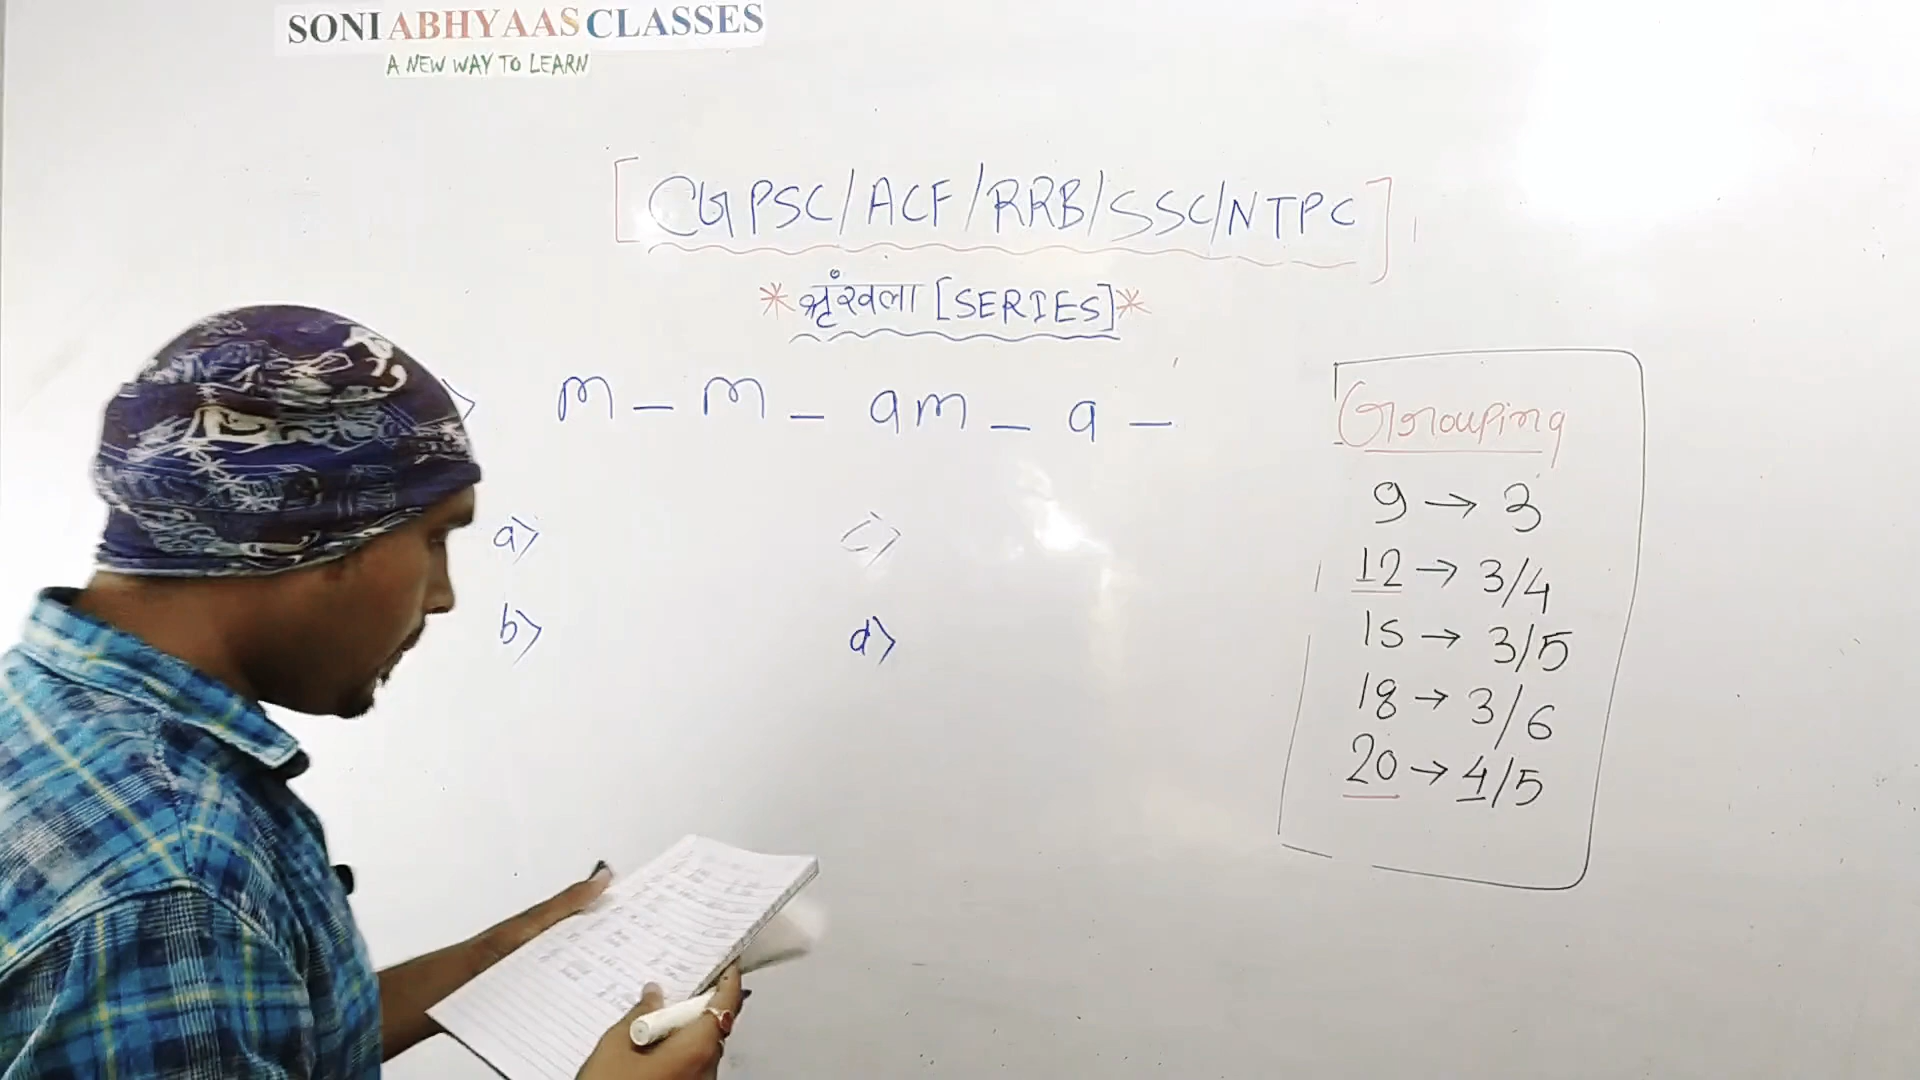 SONI ABHYAAS CLASSES
A NEW WAY TO LEARN
[CGPSC/ACF/RRB/SSC/NTPC]
*श्रृंखला [SERIES]*
m _ m _ am _ a _
a>
c>
b>
d>
Grouping
9 → 3
12 → 3/4
15 → 3/5
18 → 3/6
20 → 4/5